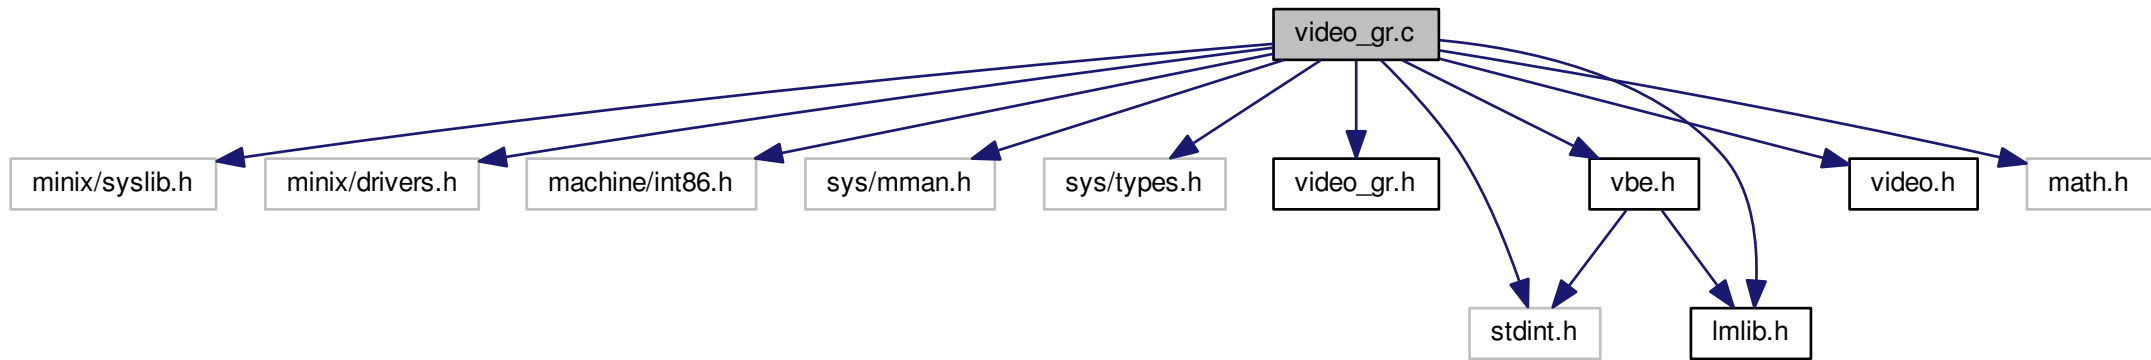 video_gr.c
minix/syslib.h
minix/drivers.h
machine/int86.h
sys/mman.h
sys/types.h
video_gr.h
vbe.h
video.h
math.h
stdint.h
lmlib.h